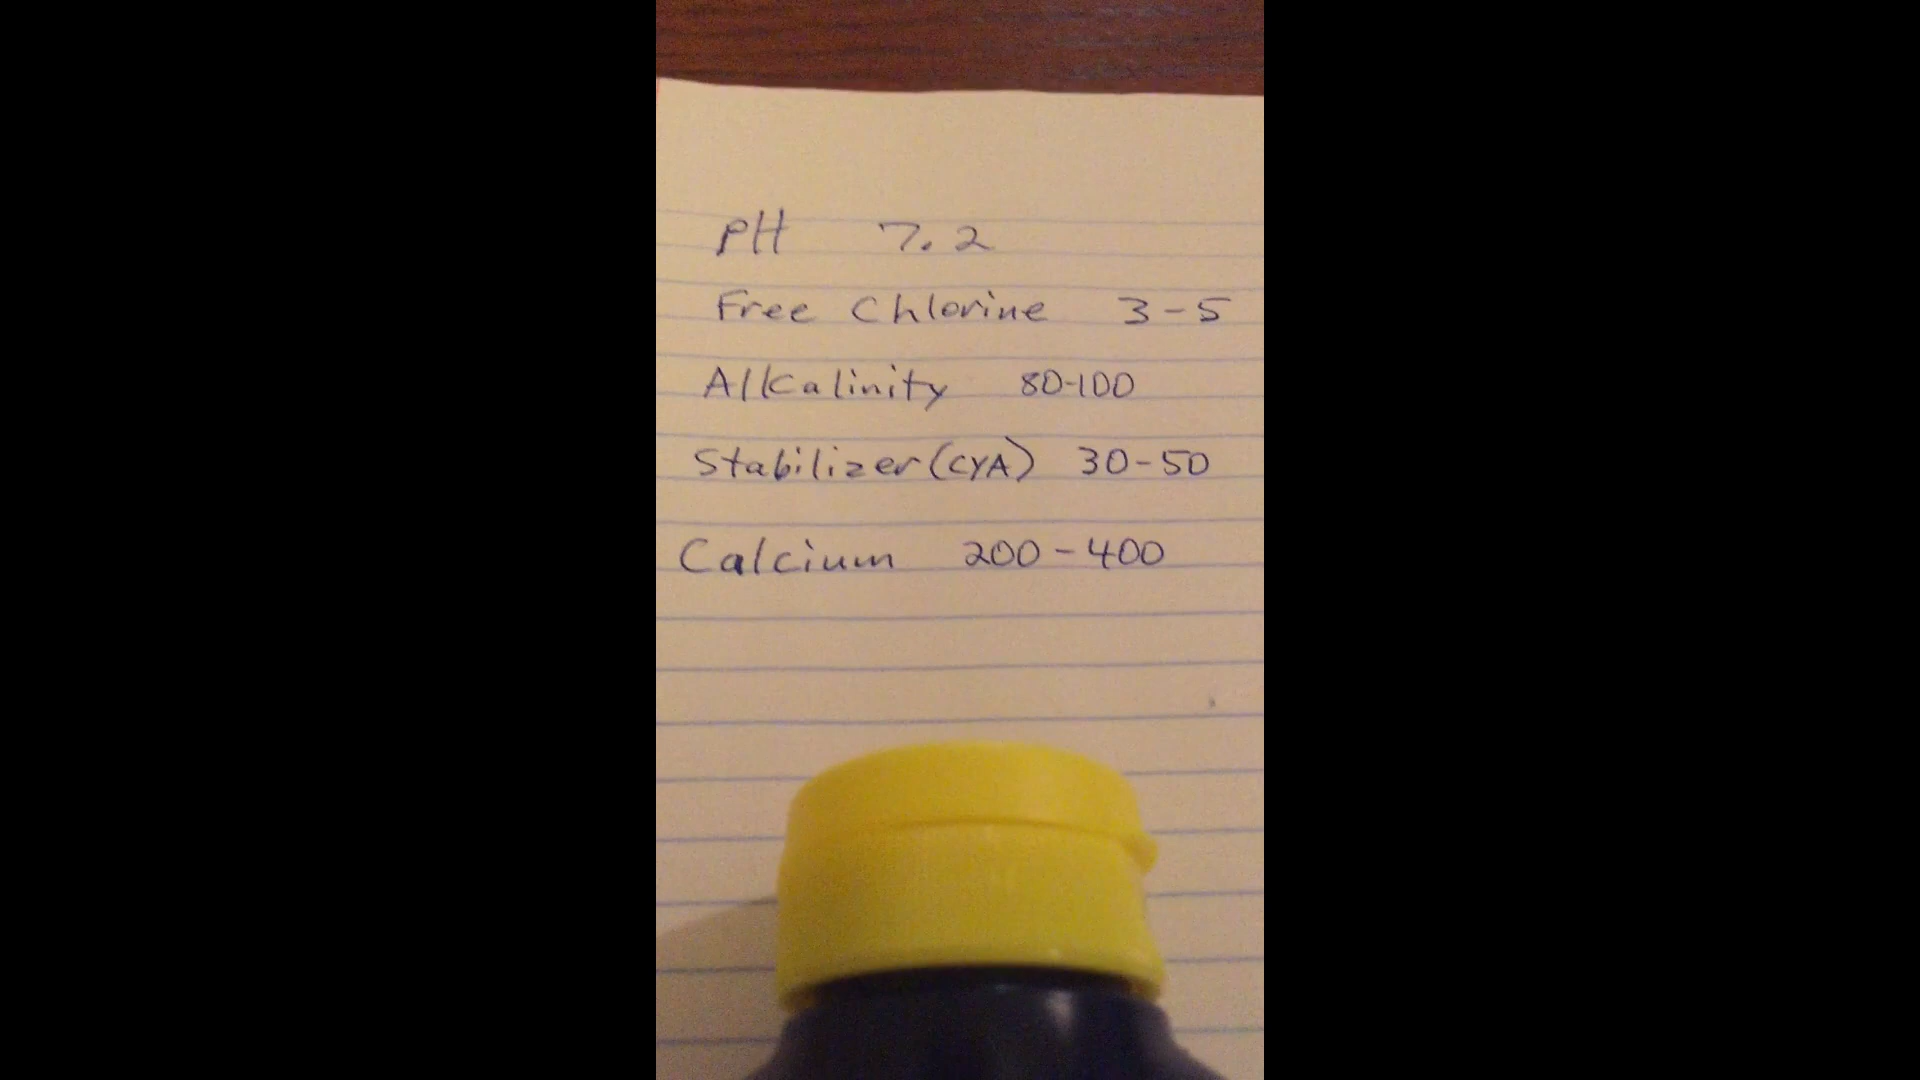 pH 7.2
Free Chlorine 3-5
Alkalinity 80-100
Stabilizer (CYA) 30-50
Calcium 200-400